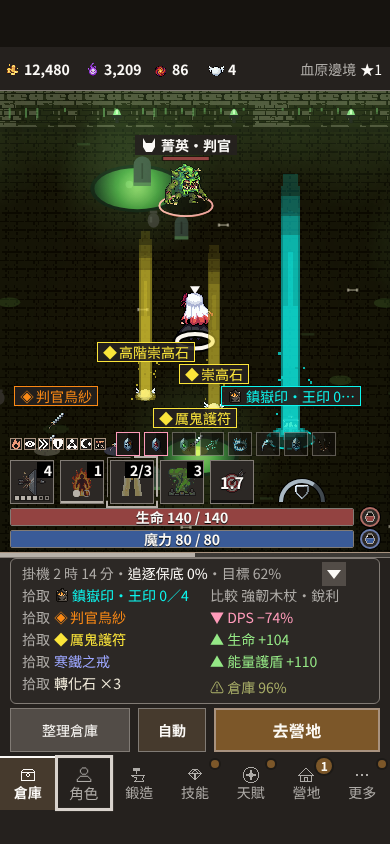 12,480 3,209 86 4 血原邊境 ★1
菁英・判官
高階崇高石
崇高石
判官烏紗
鎮嶽印・王印 0…
厲鬼護符
4 1 2/3 3
生命 140 / 140
魔力 80 / 80
掛機 2 時 14 分・追逐保底 0%・目標 62%
拾取 鎮嶽印・王印 0／4
比較 強韌木杖・銳利
拾取 判官烏紗
▼ DPS −74%
拾取 厲鬼護符
▲ 生命 +104
拾取 寒鐵之戒
▲ 能量護盾 +110
拾取 轉化石 ×3
⚠ 倉庫 96%
整理倉庫 自動 去營地
1
倉庫 角色 鍛造 技能 天賦 營地 更多